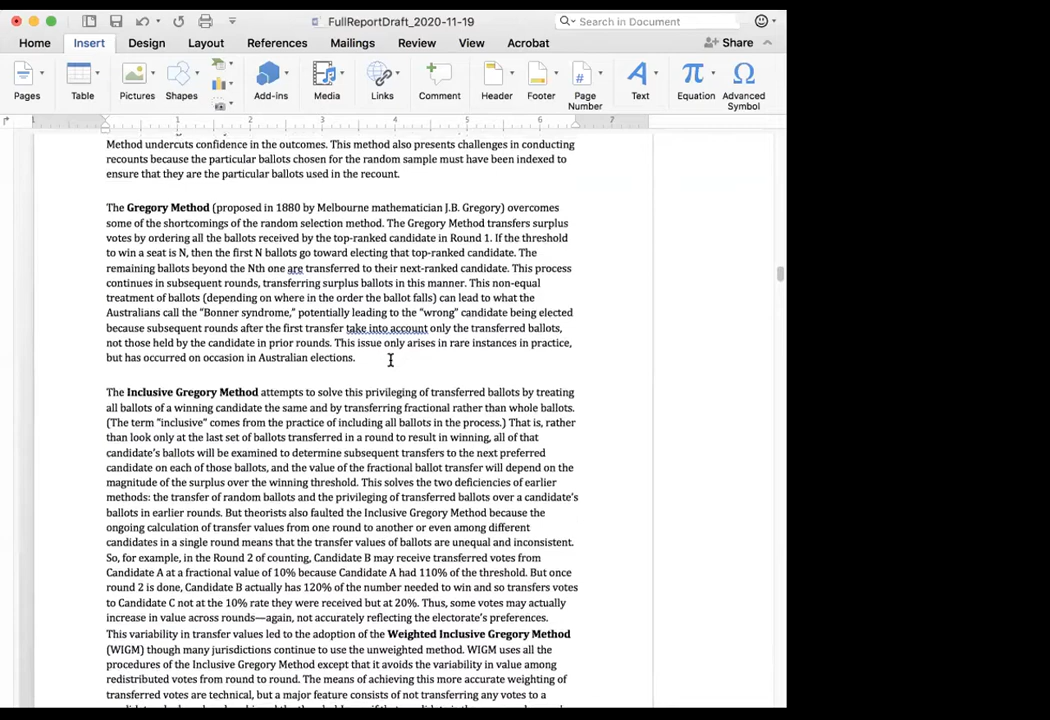 FullReportDraft_2020-11-19
Search in Document
Home Insert Design Layout References Mailings Review View Acrobat Share
Pages Table Pictures Shapes Add-ins Media Links Comment Header Footer Page Number Text Equation Advanced Symbol
1 1 2 3 4 5 6 7
Method undercuts confidence in the outcomes. This method also presents challenges in conducting
recounts because the particular ballots chosen for the random sample must have been indexed to
ensure that they are the particular ballots used in the recount.
The Gregory Method (proposed in 1880 by Melbourne mathematician J.B. Gregory) overcomes
some of the shortcomings of the random selection method. The Gregory Method transfers surplus
votes by ordering all the ballots received by the top-ranked candidate in Round 1. If the threshold
to win a seat is N, then the first N ballots go toward electing that top-ranked candidate. The
remaining ballots beyond the Nth one are transferred to their next-ranked candidate. This process
continues in subsequent rounds, transferring surplus ballots in this manner. This non-equal
treatment of ballots (depending on where in the order the ballot falls) can lead to what the
Australians call the “Bonner syndrome,” potentially leading to the “wrong” candidate being elected
because subsequent rounds after the first transfer take into account only the transferred ballots,
not those held by the candidate in prior rounds. This issue only arises in rare instances in practice,
but has occurred on occasion in Australian elections.
The Inclusive Gregory Method attempts to solve this privileging of transferred ballots by treating
all ballots of a winning candidate the same and by transferring fractional rather than whole ballots.
(The term "inclusive" comes from the practice of including all ballots in the process.) That is, rather
than look only at the last set of ballots transferred in a round to result in winning, all of that
candidate’s ballots will be examined to determine subsequent transfers to the next preferred
candidate on each of those ballots, and the value of the fractional ballot transfer will depend on the
magnitude of the surplus over the winning threshold. This solves the two deficiencies of earlier
methods: the transfer of random ballots and the privileging of transferred ballots over a candidate’s
ballots in earlier rounds. But theorists also faulted the Inclusive Gregory Method because the
ongoing calculation of transfer values from one round to another or even among different
candidates in a single round means that the transfer values of ballots are unequal and inconsistent.
So, for example, in the Round 2 of counting, Candidate B may receive transferred votes from
Candidate A at a fractional value of 10% because Candidate A had 110% of the threshold. But once
round 2 is done, Candidate B actually has 120% of the number needed to win and so transfers votes
to Candidate C not at the 10% rate they were received but at 20%. Thus, some votes may actually
increase in value across rounds—again, not accurately reflecting the electorate’s preferences.
This variability in transfer values led to the adoption of the Weighted Inclusive Gregory Method
(WIGM) though many jurisdictions continue to use the unweighted method. WIGM uses all the
procedures of the Inclusive Gregory Method except that it avoids the variability in value among
redistributed votes from round to round. The means of achieving this more accurate weighting of
transferred votes are technical, but a major feature consists of not transferring any votes to a